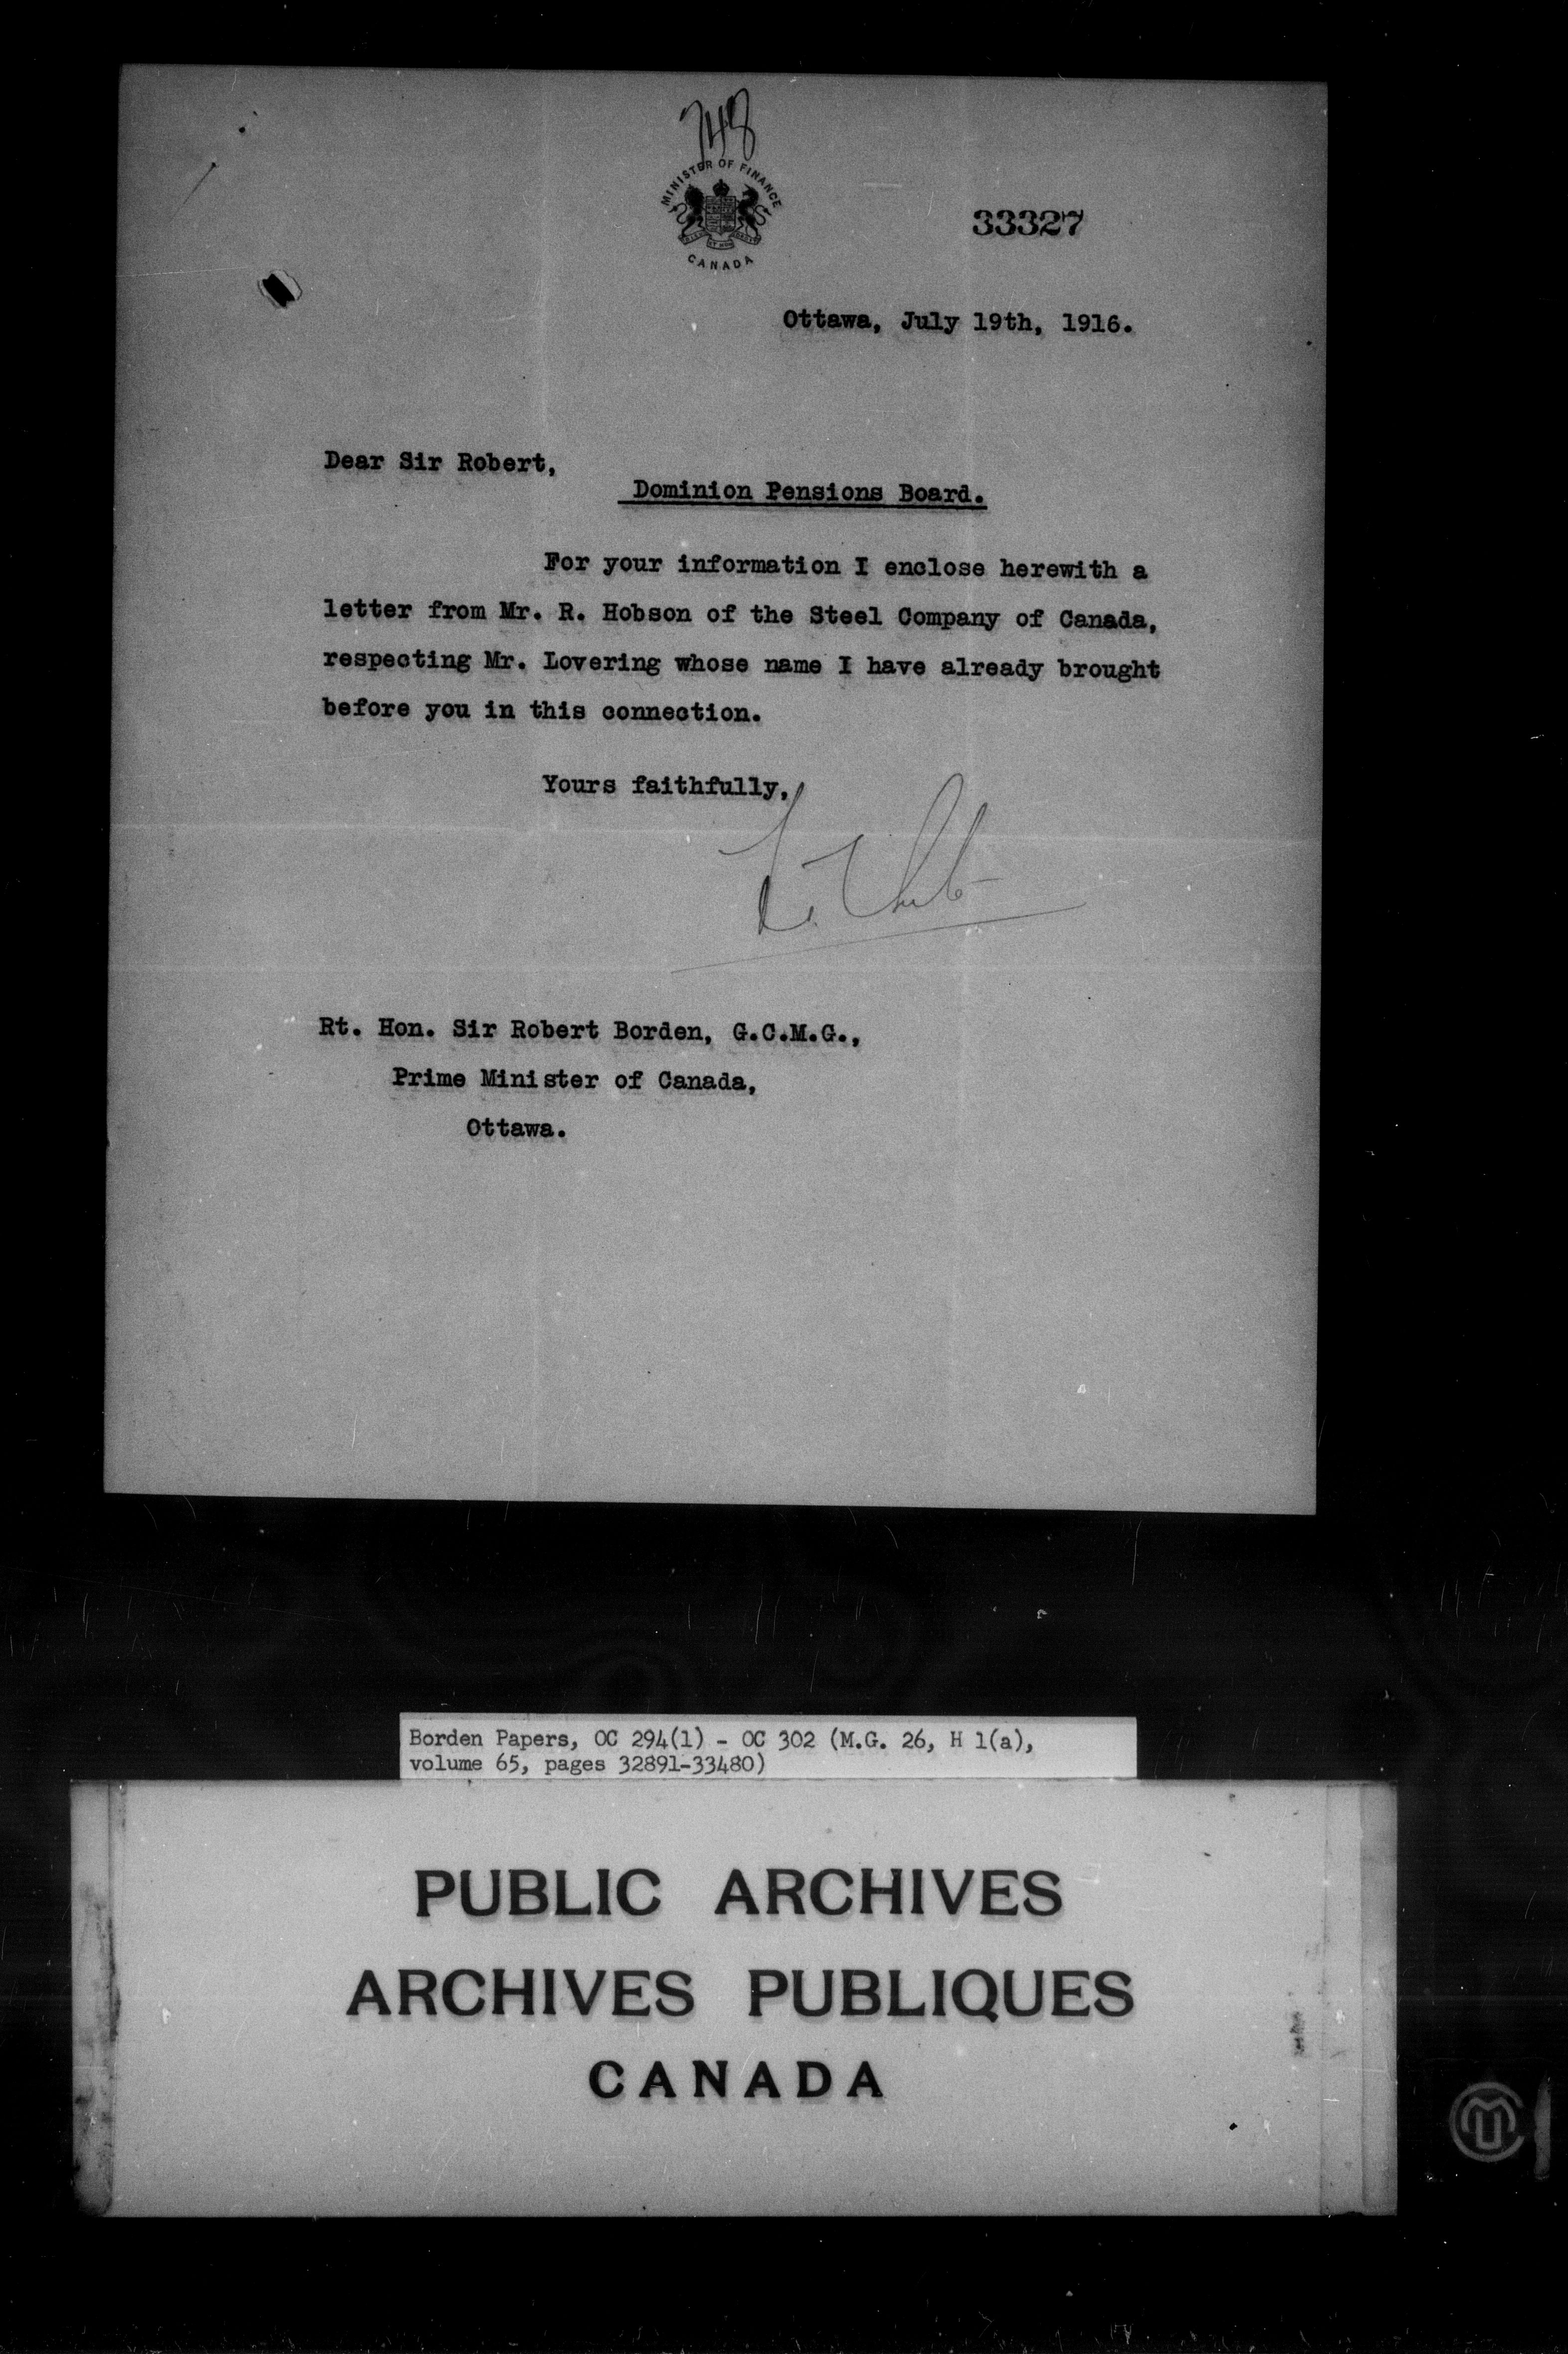 748
MINISTER OF FINANCE
CANADA
33327
Ottawa, July 19th, 1916.
Dear Sir Robert,
Dominion Pensions Board.
For your information I enclose herewith a
letter from Mr. R. Hobson of the Steel Company of Canada,
respecting Mr. Lovering whose name I have already brought
before you in this connection.
Yours faithfully,
Rt. Hon. Sir Robert Borden, G.C.M.G.,
Prime Minister of Canada,
Ottawa.
Borden Papers, OC 294(1) - OC 302 (M.G. 26, H 1(a),
volume 65, pages 32891-33480)
PUBLIC ARCHIVES
ARCHIVES PUBLIQUES
CANADA